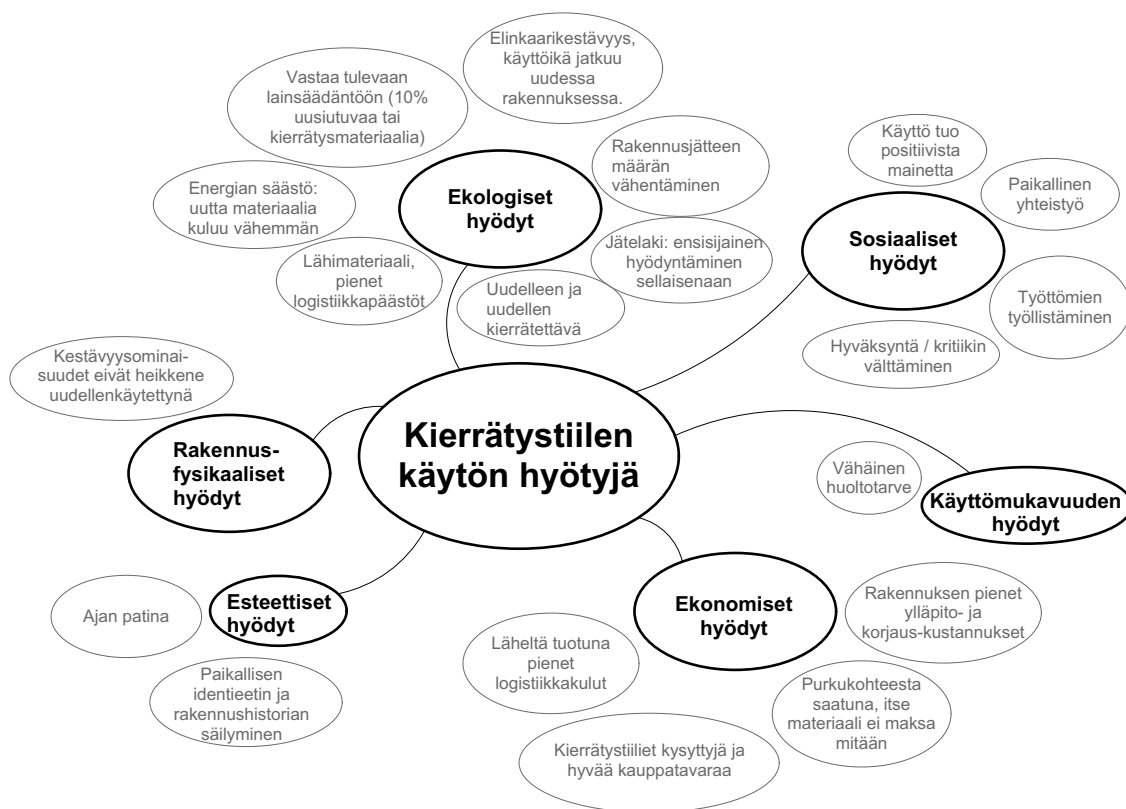 Elinkaarikestävyys,
käyttöikä jatkuu
uudessa
rakennuksessa.
Vastaa tulevaan
lainsäädäntöön (10%
uusiutuvaa tai
kierrätysmateriaalia)
Rakennusjätteen
määrän
vähentäminen
Energian säästö:
uutta materiaalia
kuluu vähemmän
Ekologiset
hyödyt
Lähimateriaali,
pienet
logistiikkapäästöt
Jätelaki: ensisijainen
hyödyntäminen
sellaisenaan
Uudelleen ja
uudellen
kierrätettävä
Käyttö tuo
positiivista
mainetta
Paikallinen
yhteistyö
Sosiaaliset
hyödyt
Työttömien
työllistäminen
Hyväksyntä / kritiikin
välttäminen
Kestävyysominai-
suudet eivät heikkene
uudellenkäytettynä
Rakennus-
fysikaaliset
hyödyt
Kierrätystiilen
käytön hyötyjä
Vähäinen
huoltotarve
Käyttömukavuuden
hyödyt
Ajan patina
Esteettiset
hyödyt
Paikallisen
identieetin ja
rakennushistorian
säilyminen
Ekonomiset
hyödyt
Rakennuksen pienet
ylläpito- ja
korjaus-kustannukset
Läheltä tuotuna
pienet
logistiikkakulut
Purkukohteesta
saatuna, itse
materiaali ei maksa
mitään
Kierrätystiiliet kysyttyjä ja
hyvää kauppatavaraa